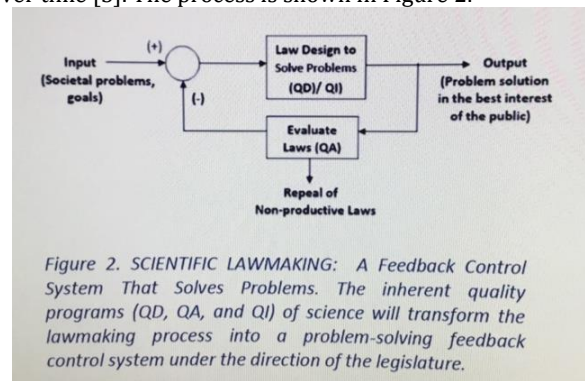 (+)
Input
(Societal problems,
goals)
(-)
Law Design to
Solve Problems
(QD)/ QI)
Output
(Problem solution
in the best interest
of the public)
Evaluate
Laws (QA)
Repeal of
Non-productive Laws
Figure 2. SCIENTIFIC LAWMAKING: A Feedback Control
System That Solves Problems. The inherent quality
programs (QD, QA, and QI) of science will transform the
lawmaking process into a problem-solving feedback
control system under the direction of the legislature.